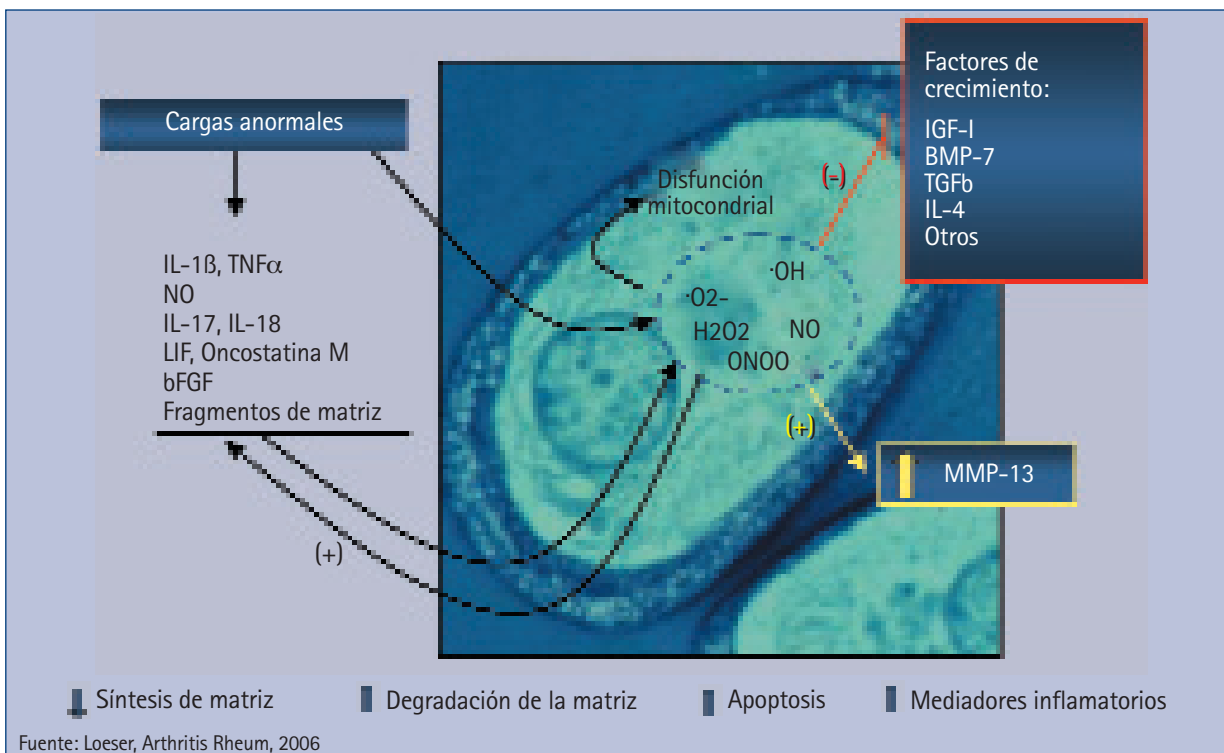 Cargas anormales
IL-1ß, TNFα
NO
IL-17, IL-18
LIF, Oncostatina M
bFGF
Fragmentos de matriz
(+)
Disfunción
mitocondrial
(-)
·OH
·O2-
H2O2
NO
ONOO
(+)
Factores de
crecimiento:
IGF-I
BMP-7
TGFb
IL-4
Otros
MMP-13
Síntesis de matriz
Degradación de la matriz
Apoptosis
Mediadores inflamatorios
Fuente: Loeser, Arthritis Rheum, 2006